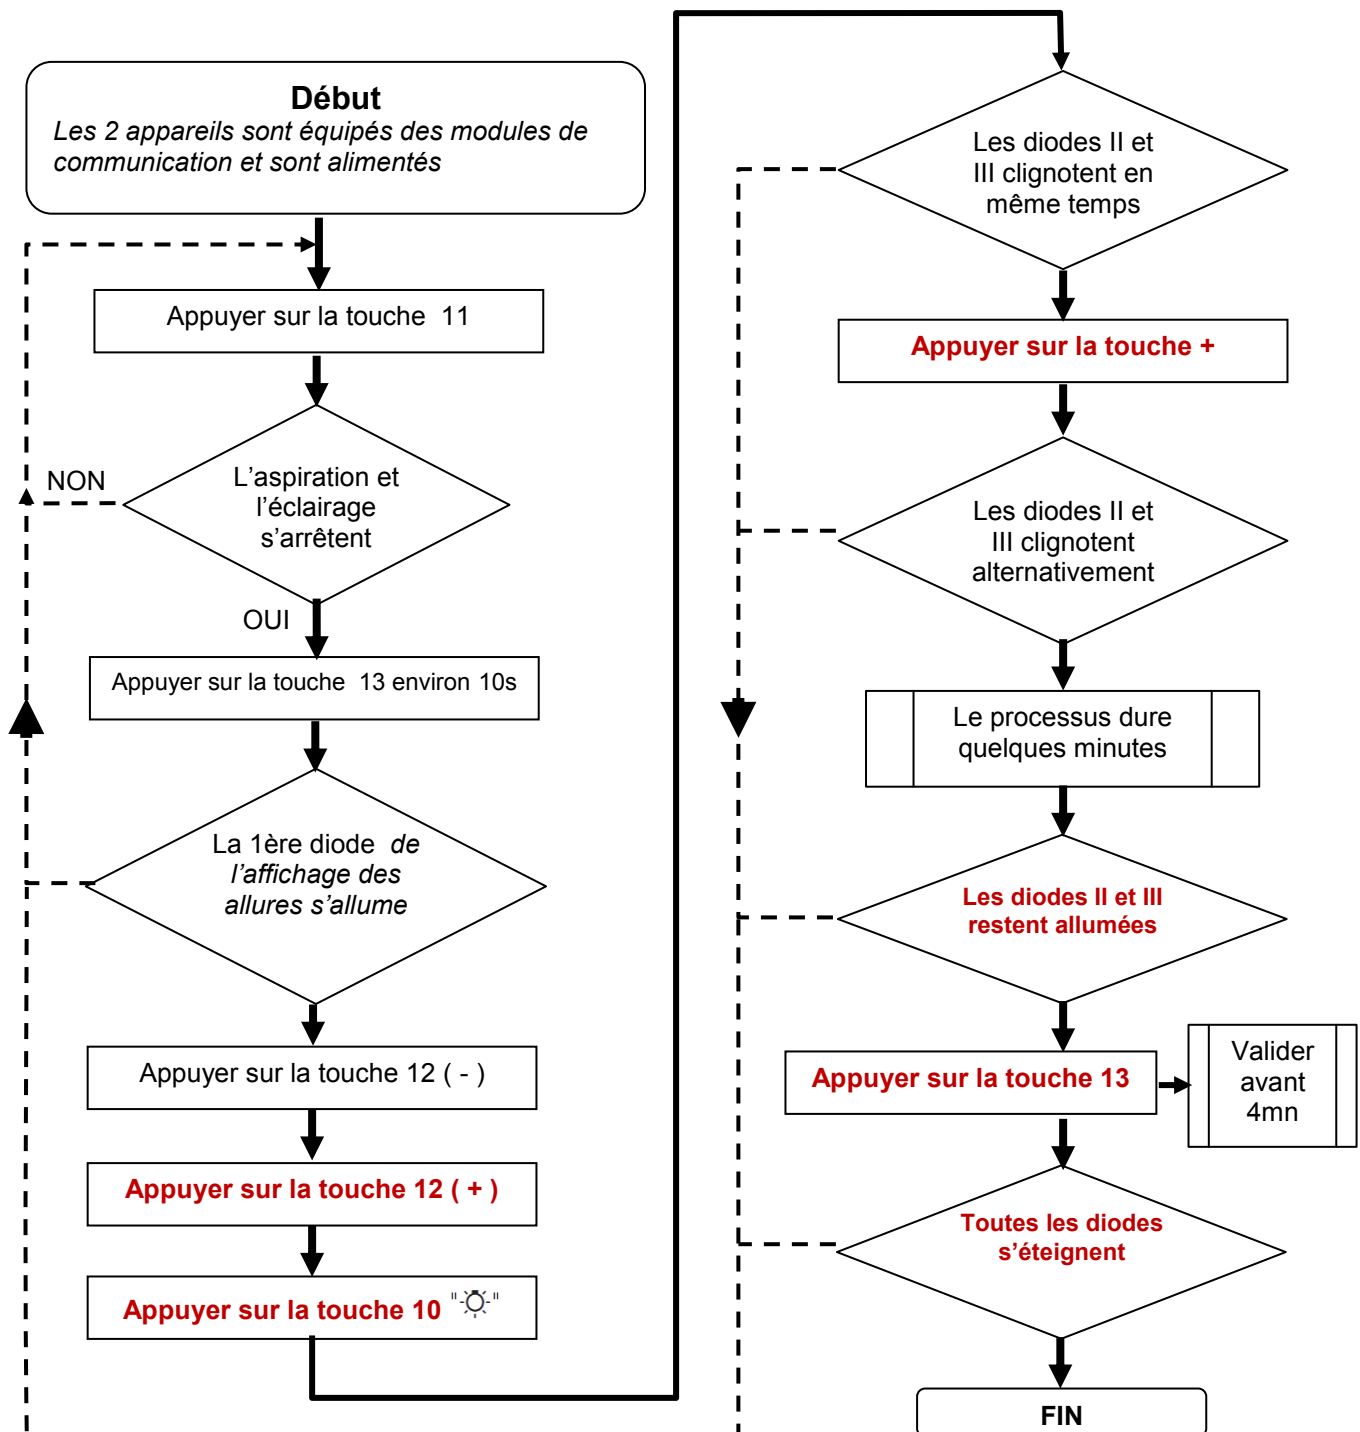 Début
Les 2 appareils sont équipés des modules de
communication et sont alimentés
Appuyer sur la touche 11
L'aspiration et
l'éclairage
s'arrêtent
NON
OUI
Appuyer sur la touche 13 environ 10s
La 1ère diode de
l'affichage des
allures s'allume
Appuyer sur la touche 12 ( - )
Appuyer sur la touche 12 ( + )
Appuyer sur la touche 10 " "
Les diodes II et
III clignotent en
même temps
Appuyer sur la touche +
Les diodes II et
III clignotent
alternativement
Le processus dure
quelques minutes
Les diodes II et III
restent allumées
Appuyer sur la touche 13
Valider
avant
4mn
Toutes les diodes
s'éteignent
FIN